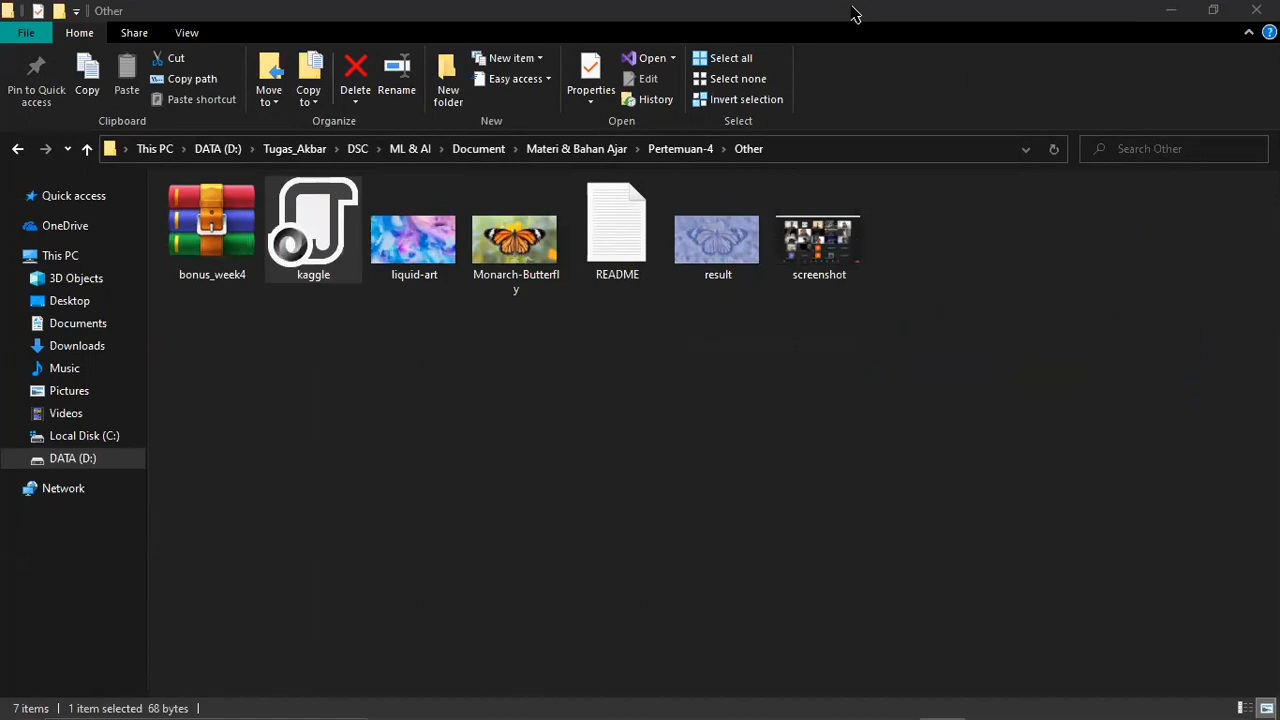 Other
File Home Share View
Pin to Quick access
Copy
Paste
Cut
Copy path
Paste shortcut
Clipboard
Move to
Copy to
Delete
Rename
Organize
New folder
New item
Easy access
New
Properties
Open
Edit
History
Open
Select all
Select none
Invert selection
Select
This PC > DATA (D:) > Tugas_Akbar > DSC > ML & AI > Document > Materi & Bahan Ajar > Pertemuan-4 > Other
Search Other
Quick access
OneDrive
This PC
3D Objects
Desktop
Documents
Downloads
Music
Pictures
Videos
Local Disk (C:)
DATA (D:)
Network
bonus_week4
kaggle
liquid-art
Monarch-Butterfl
y
README
result
screenshot
7 items 1 item selected 68 bytes